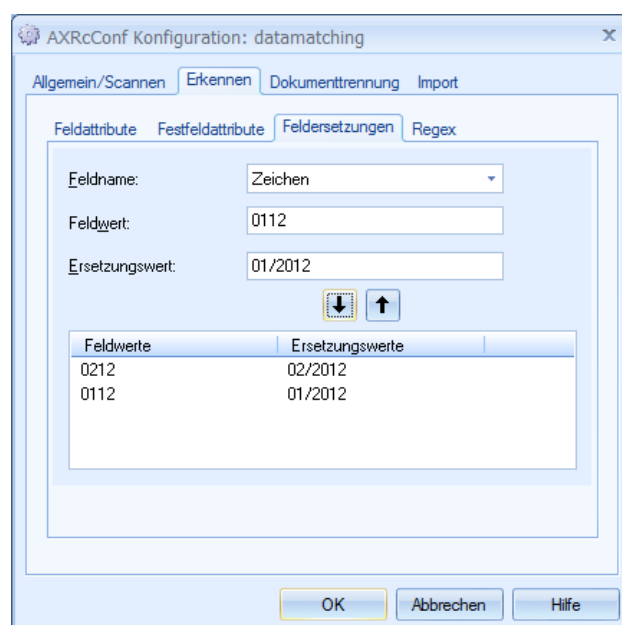 AXRcConf Konfiguration: datamatching
Allgemein/Scannen Erkennen Dokumenttrennung Import
Feldattribute Festfeldattribute Feldersetzungen Regex
Feldname: Zeichen
Feldwert: 0112
Ersetzungswert: 01/2012
Feldwerte Ersetzungswerte
0212 02/2012
0112 01/2012
OK Abbrechen Hilfe